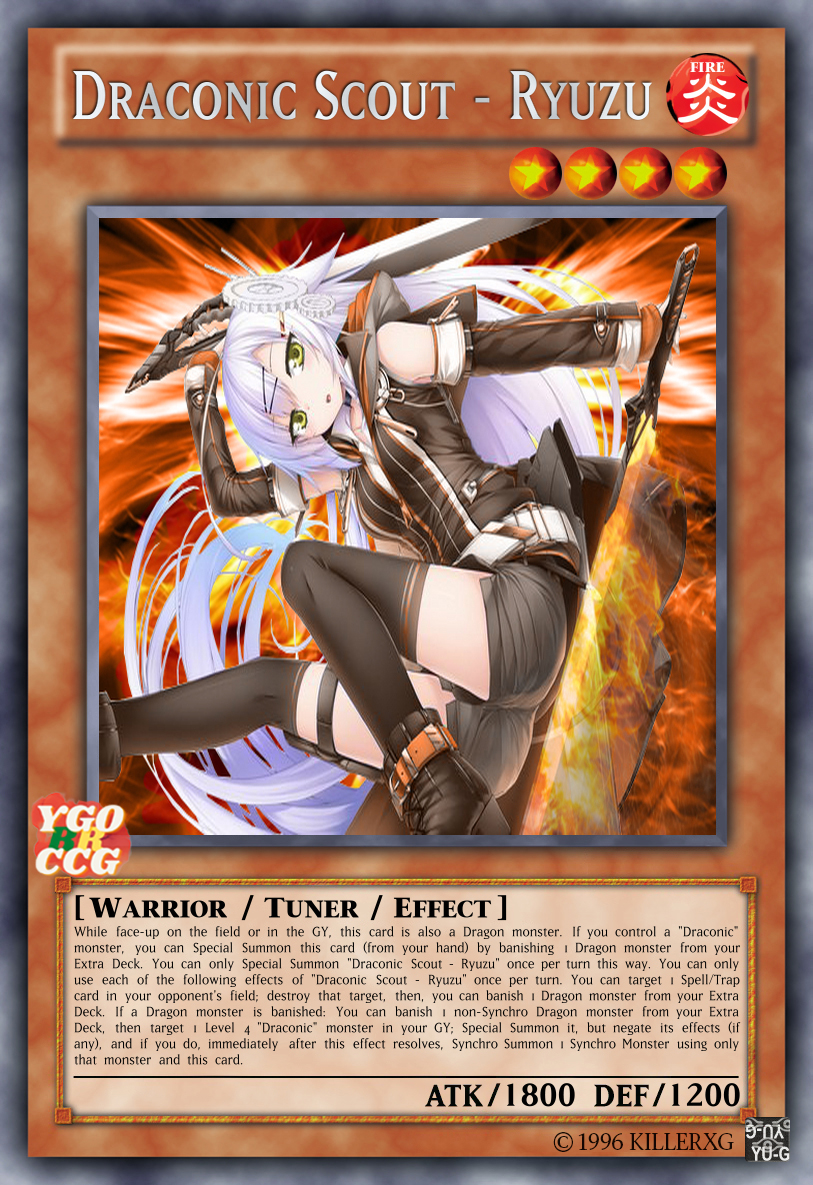 Draconic Scout - Ryuzu
FIRE
炎
YGO
RR
CCG
[ Warrior / Tuner / Effect ]
While face-up on the field or in the GY, this card is also a Dragon monster. If you control a "Draconic"
monster, you can Special Summon this card (from your hand) by banishing 1 Dragon monster from your
Extra Deck. You can only Special Summon "Draconic Scout - Ryuzu" once per turn this way. You can only
use each of the following effects of "Draconic Scout - Ryuzu" once per turn. You can target 1 Spell/Trap
card in your opponent's field; destroy that target, then, you can banish 1 Dragon monster from your Extra
Deck. If a Dragon monster is banished: You can banish 1 non-Synchro Dragon monster from your Extra
Deck, then target 1 Level 4 "Draconic" monster in your GY; Special Summon it, but negate its effects (if
any), and if you do, immediately after this effect resolves, Synchro Summon 1 Synchro Monster using only
that monster and this card.
ATK/1800 DEF/1200
© 1996 KILLERXG
YU-G